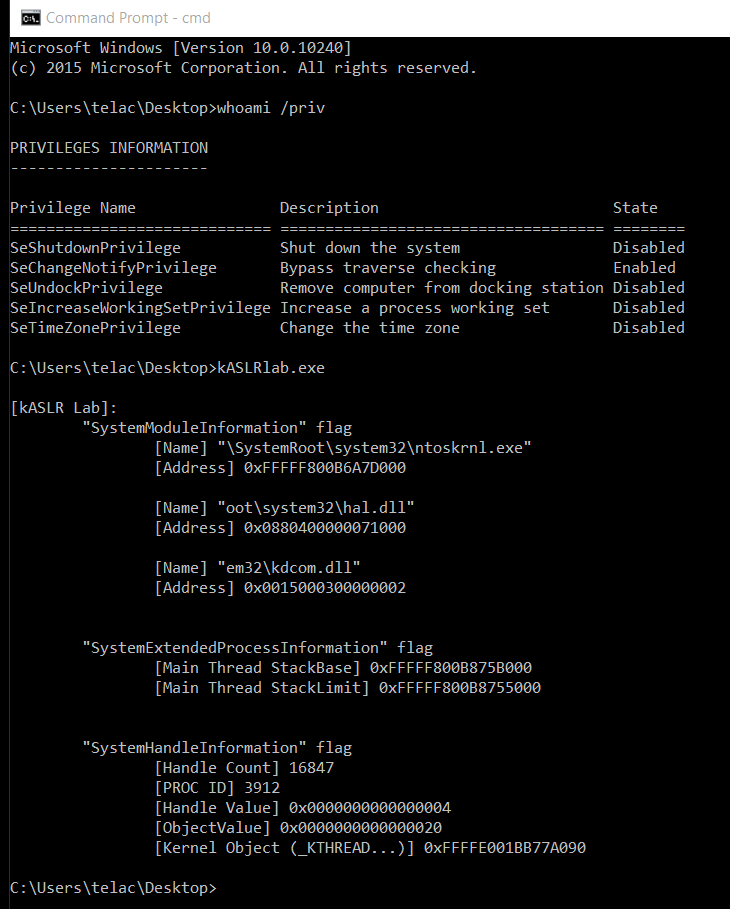 Command Prompt - cmd
Microsoft Windows [Version 10.0.10240]
(c) 2015 Microsoft Corporation. All rights reserved.
C:\Users\telac\Desktop>whoami /priv
PRIVILEGES INFORMATION
----------------------
Privilege Name                Description                          State
============================= ==================================== ========
SeShutdownPrivilege           Shut down the system                 Disabled
SeChangeNotifyPrivilege       Bypass traverse checking             Enabled
SeUndockPrivilege             Remove computer from docking station Disabled
SeIncreaseWorkingSetPrivilege Increase a process working set       Disabled
SeTimeZonePrivilege           Change the time zone                 Disabled
C:\Users\telac\Desktop>kASLRlab.exe
[kASLR Lab]:
"SystemModuleInformation" flag
[Name] "\SystemRoot\system32\ntoskrnl.exe"
[Address] 0xFFFFF800B6A7D000
[Name] "oot\system32\hal.dll"
[Address] 0x0880400000071000
[Name] "em32\kdcom.dll"
[Address] 0x0015000300000002
"SystemExtendedProcessInformation" flag
[Main Thread StackBase] 0xFFFFF800B875B000
[Main Thread StackLimit] 0xFFFFF800B8755000
"SystemHandleInformation" flag
[Handle Count] 16847
[PROC ID] 3912
[Handle Value] 0x0000000000000004
[ObjectValue] 0x0000000000000020
[Kernel Object (_KTHREAD...)] 0xFFFFE001BB77A090
C:\Users\telac\Desktop>